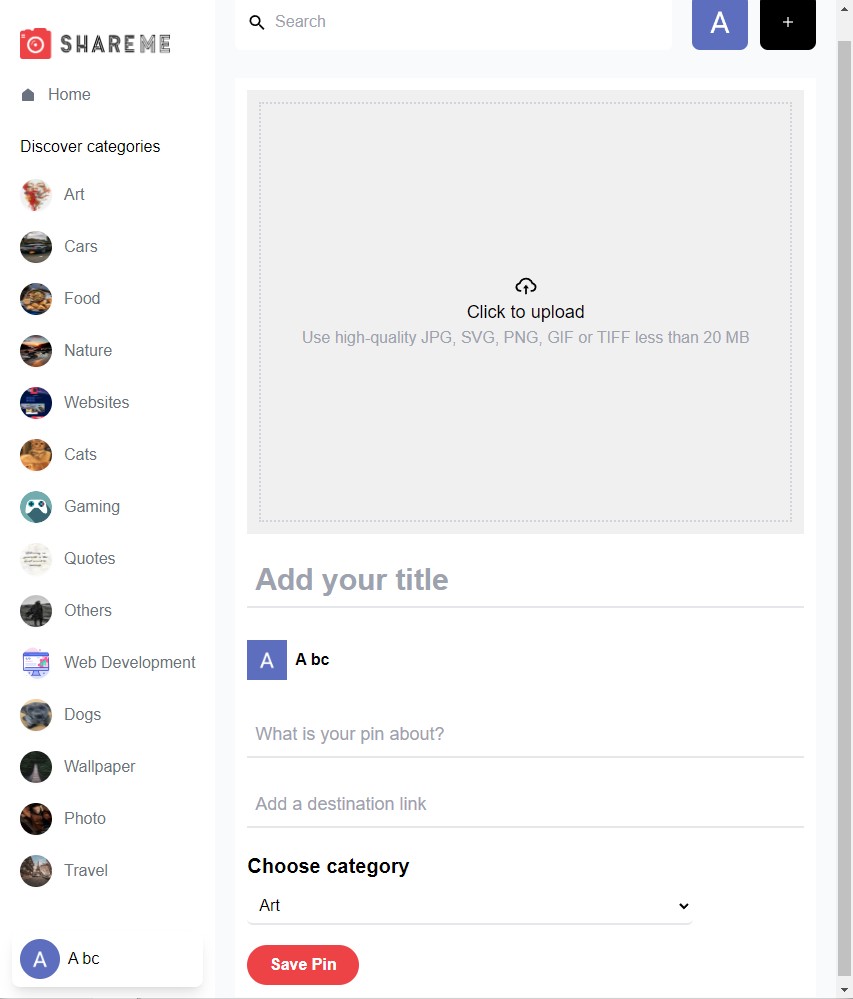 SHAREME
Home
Discover categories
Art
Cars
Food
Nature
Websites
Cats
Gaming
Quotes
Others
Web Development
Dogs
Wallpaper
Photo
Travel
A
A bc
Search
A
+
Click to upload
Use high-quality JPG, SVG, PNG, GIF or TIFF less than 20 MB
Add your title
A
A bc
What is your pin about?
Add a destination link
Choose category
Art
Save Pin